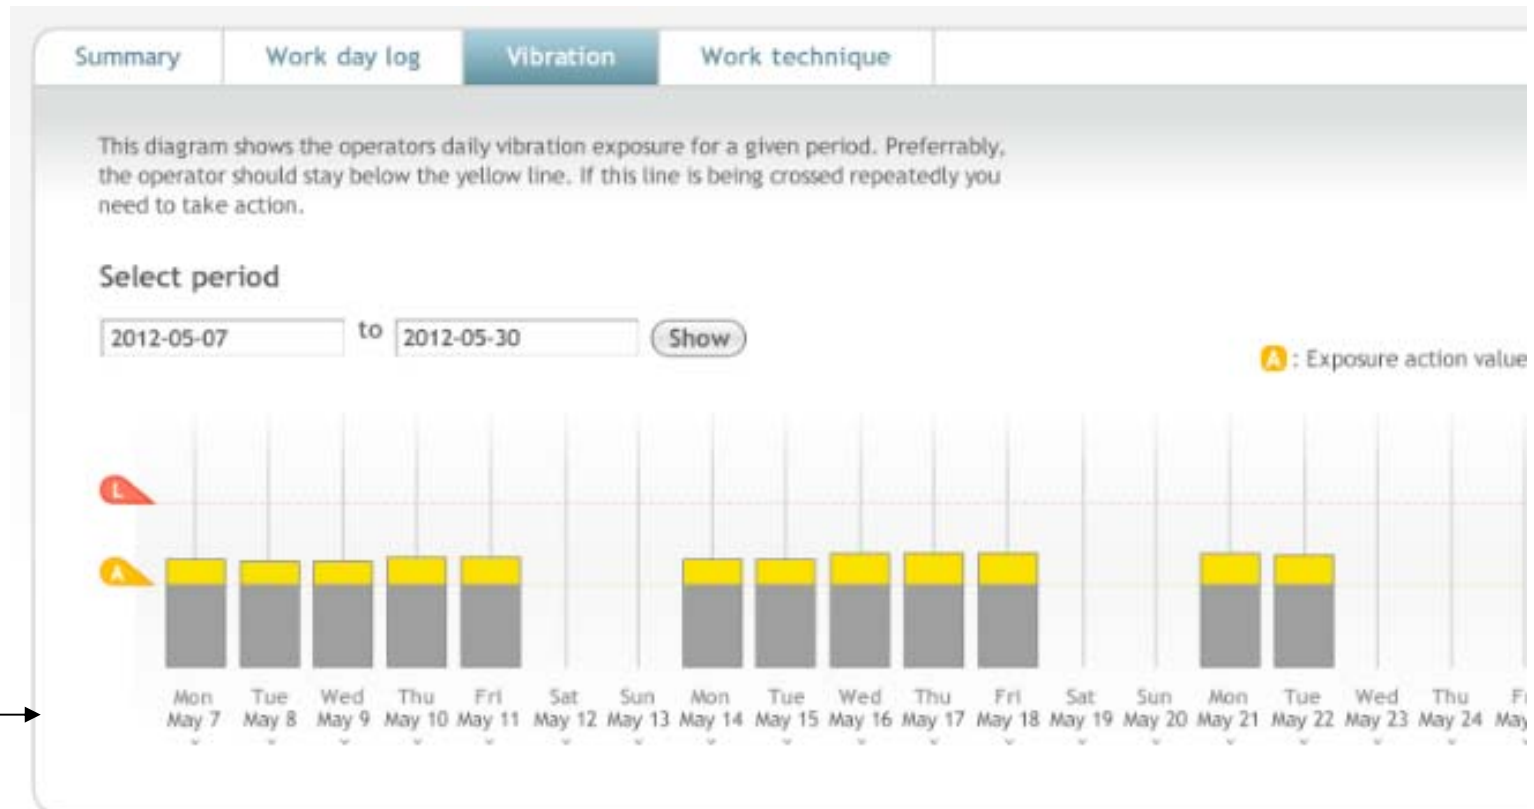 Summary Work day log Vibration Work technique
This diagram shows the operators daily vibration exposure for a given period. Preferrably,
the operator should stay below the yellow line. If this line is being crossed repeatedly you
need to take action.
Select period
2012-05-07 to 2012-05-30 Show
A : Exposure action value
L
A
Mon Tue Wed Thu Fri Sat Sun Mon Tue Wed Thu Fri Sat Sun Mon Tue Wed Thu
May 7 May 8 May 9 May 10 May 11 May 12 May 13 May 14 May 15 May 16 May 17 May 18 May 19 May 20 May 21 May 22 May 23 May 24 May